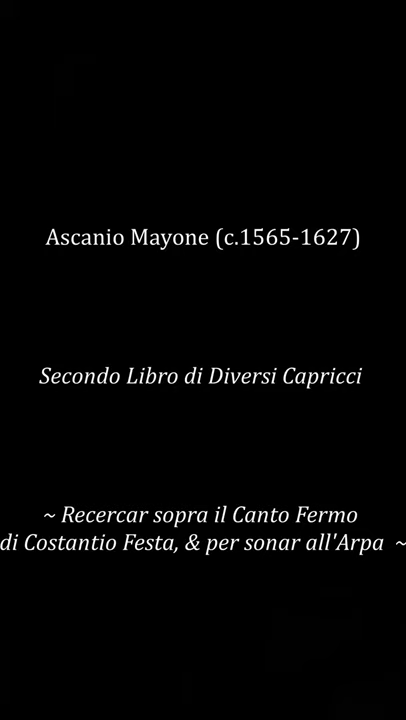 Ascanio Mayone (c.1565-1627)
Secondo Libro di Diversi Capricci
~ Recercar sopra il Canto Fermo
di Costantio Festa, & per sonar all'Arpa ~